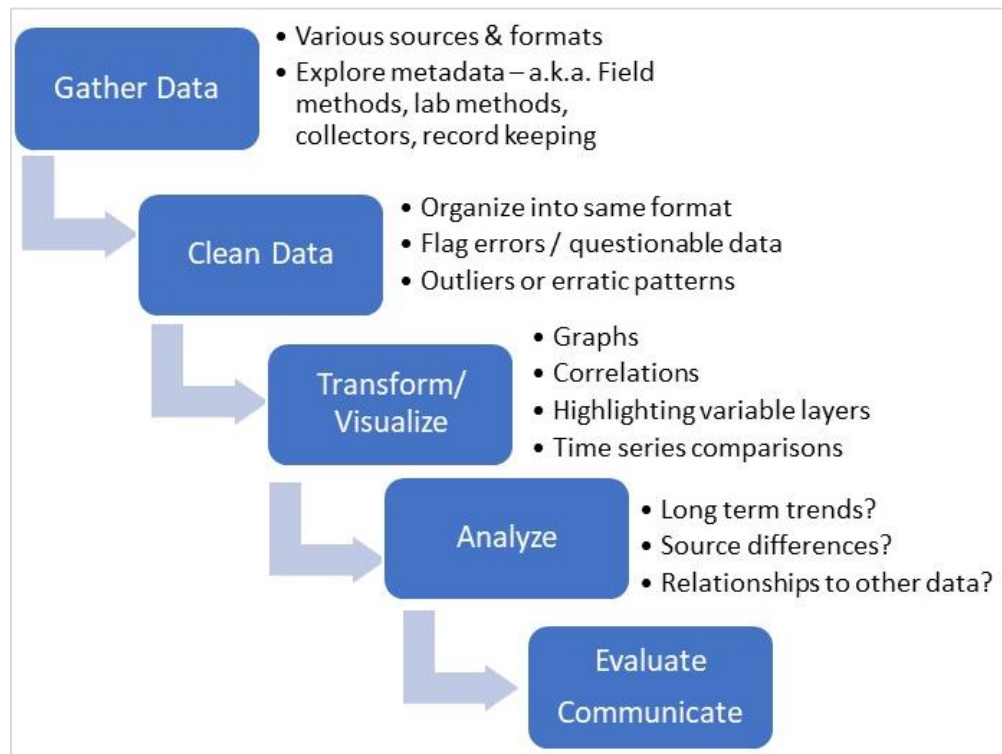 Gather Data
• Various sources & formats
• Explore metadata – a.k.a. Field
methods, lab methods,
collectors, record keeping
Clean Data
• Organize into same format
• Flag errors / questionable data
• Outliers or erratic patterns
Transform/
Visualize
• Graphs
• Correlations
• Highlighting variable layers
• Time series comparisons
Analyze
• Long term trends?
• Source differences?
• Relationships to other data?
Evaluate
Communicate